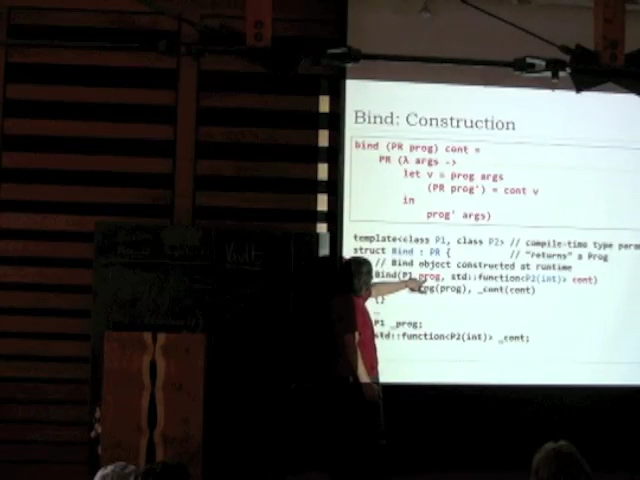 Bind: Construction
bind (PR prog) cont =
PR (λ args ->
let v = prog args
(PR prog') = cont v
in
prog' args)
template<class P1, class P2> // compile-time type
struct Bind : PR { // "returns" a Prog
// Bind object constructed at runtime
Bind(P1 prog, std::function<P2(int)> cont)
(prog), _cont(cont)
{}
P1 _prog;
std::function<P2(int)> _cont;
Vult